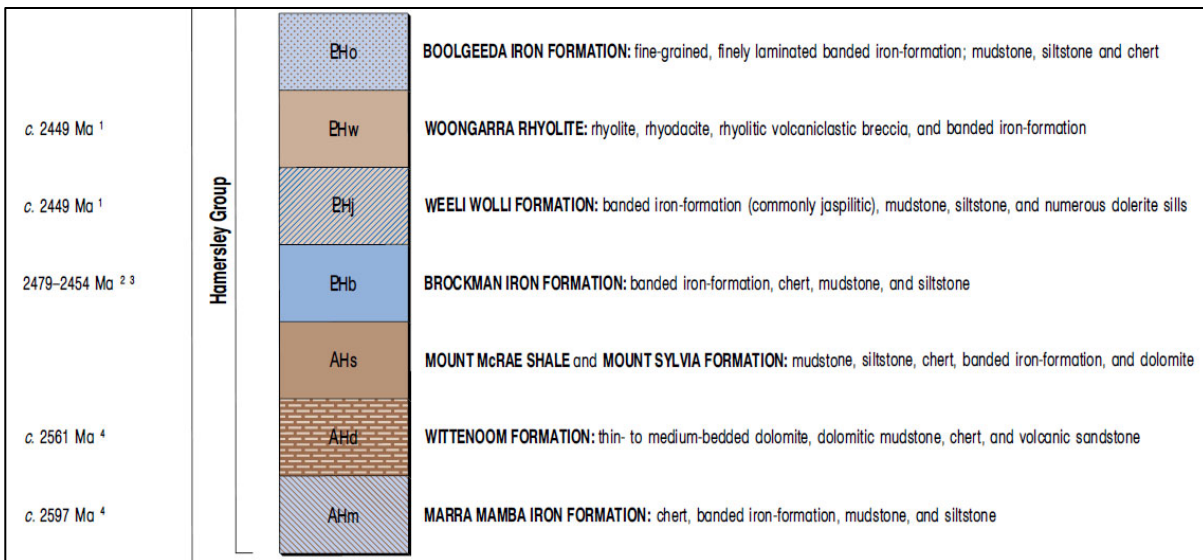 PHo BOOLGEEDA IRON FORMATION: fine-grained, finely laminated banded iron-formation; mudstone, siltstone and chert
c. 2449 Ma ¹ PHw WOONGARRA RHYOLITE: rhyolite, rhyodacite, rhyolitic volcaniclastic breccia, and banded iron-formation
Hamersley Group
c. 2449 Ma ¹ PHj WEELI WOLLI FORMATION: banded iron-formation (commonly jaspilitic), mudstone, siltstone, and numerous dolerite sills
2479–2454 Ma ² ³ PHb BROCKMAN IRON FORMATION: banded iron-formation, chert, mudstone, and siltstone
AHs MOUNT McRAE SHALE and MOUNT SYLVIA FORMATION: mudstone, siltstone, chert, banded iron-formation, and dolomite
c. 2561 Ma ⁴ AHd WITTENOOM FORMATION: thin- to medium-bedded dolomite, dolomitic mudstone, chert, and volcanic sandstone
c. 2597 Ma ⁴ AHm MARRA MAMBA IRON FORMATION: chert, banded iron-formation, mudstone, and siltstone